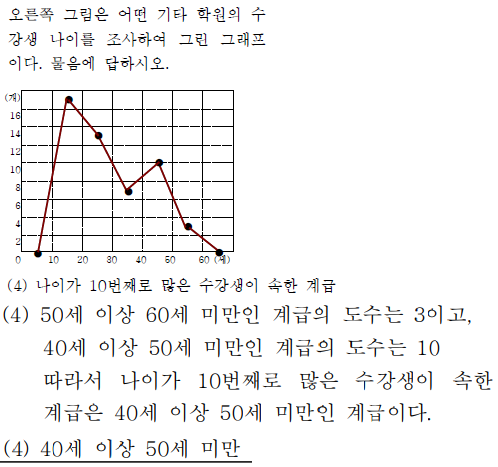 오른쪽 그림은 어떤 기타 학원의 수
강생 나이를 조사하여 그린 그래프
이다. 물음에 답하시오.
(개)
16
14
12
10
8
6
4
2
0 10 20 30 40 50 60 (세)
(4) 나이가 10번째로 많은 수강생이 속한 계급
(4) 50세 이상 60세 미만인 계급의 도수는 3이고,
40세 이상 50세 미만인 계급의 도수는 10
따라서 나이가 10번째로 많은 수강생이 속한
계급은 40세 이상 50세 미만인 계급이다.
(4) 40세 이상 50세 미만